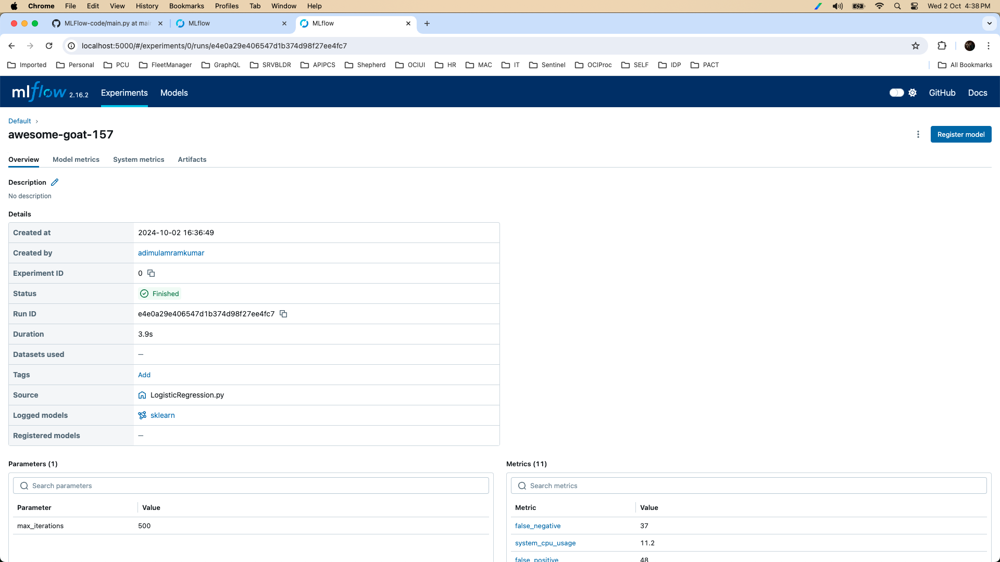 Chrome File Edit View History Bookmarks Profiles Tab Window Help Wed 2 Oct 4:38 PM
MLFlow-code/main.py at mai MLflow MLflow
localhost:5000/#/experiments/0/runs/e4e0a29e406547d1b374d98f27ee4fc7
Imported Personal PCU FleetManager GraphQL SRVBLDR APIPCS Shepherd OCIUI HR MAC IT Sentinel OCIProc SELF IDP PACT All Bookmarks
mlflow 2.16.2 Experiments Models GitHub Docs
Default ›
awesome-goat-157
Register model
Overview Model metrics System metrics Artifacts
Description
No description
Details
Created at 2024-10-02 16:36:49
Created by adimulamramkumar
Experiment ID 0
Status Finished
Run ID e4e0a29e406547d1b374d98f27ee4fc7
Duration 3.9s
Datasets used —
Tags Add
Source LogisticRegression.py
Logged models sklearn
Registered models —
Parameters (1)
Search parameters
Parameter Value
max_iterations 500
Metrics (11)
Search metrics
Metric Value
false_negative 37
system_cpu_usage 11.2
false_positive 48